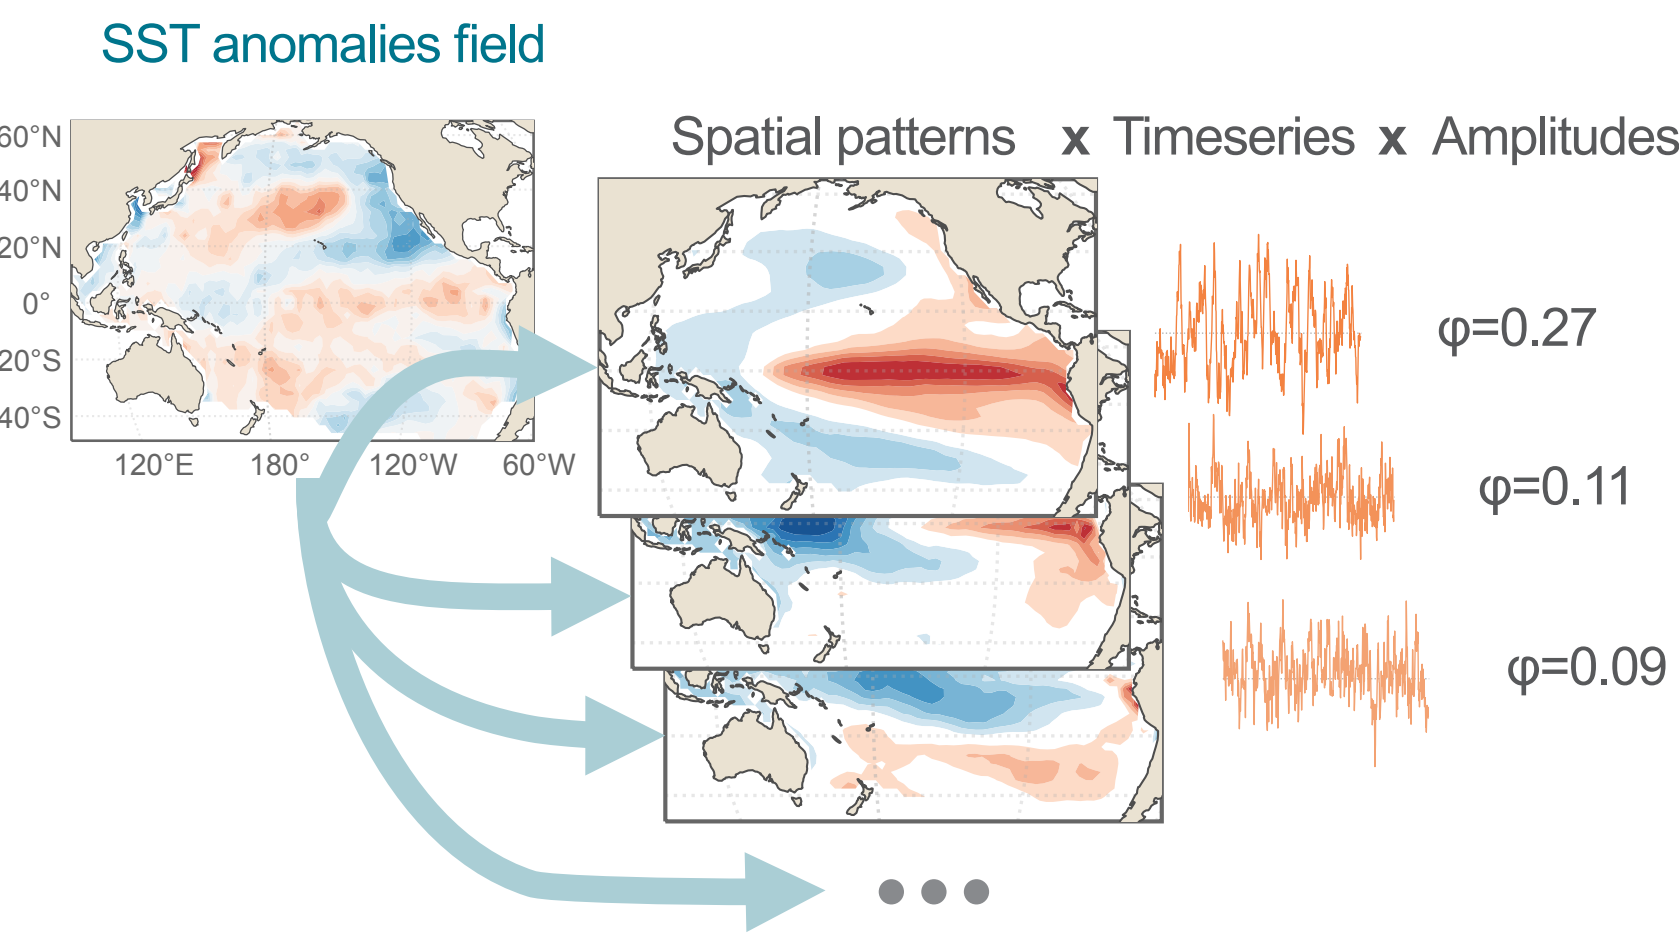 SST anomalies field
Spatial patterns x Timeseries x Amplitudes
60°N
40°N
20°N
0°
20°S
40°S
120°E 180° 120°W 60°W
φ=0.27
φ=0.11
φ=0.09